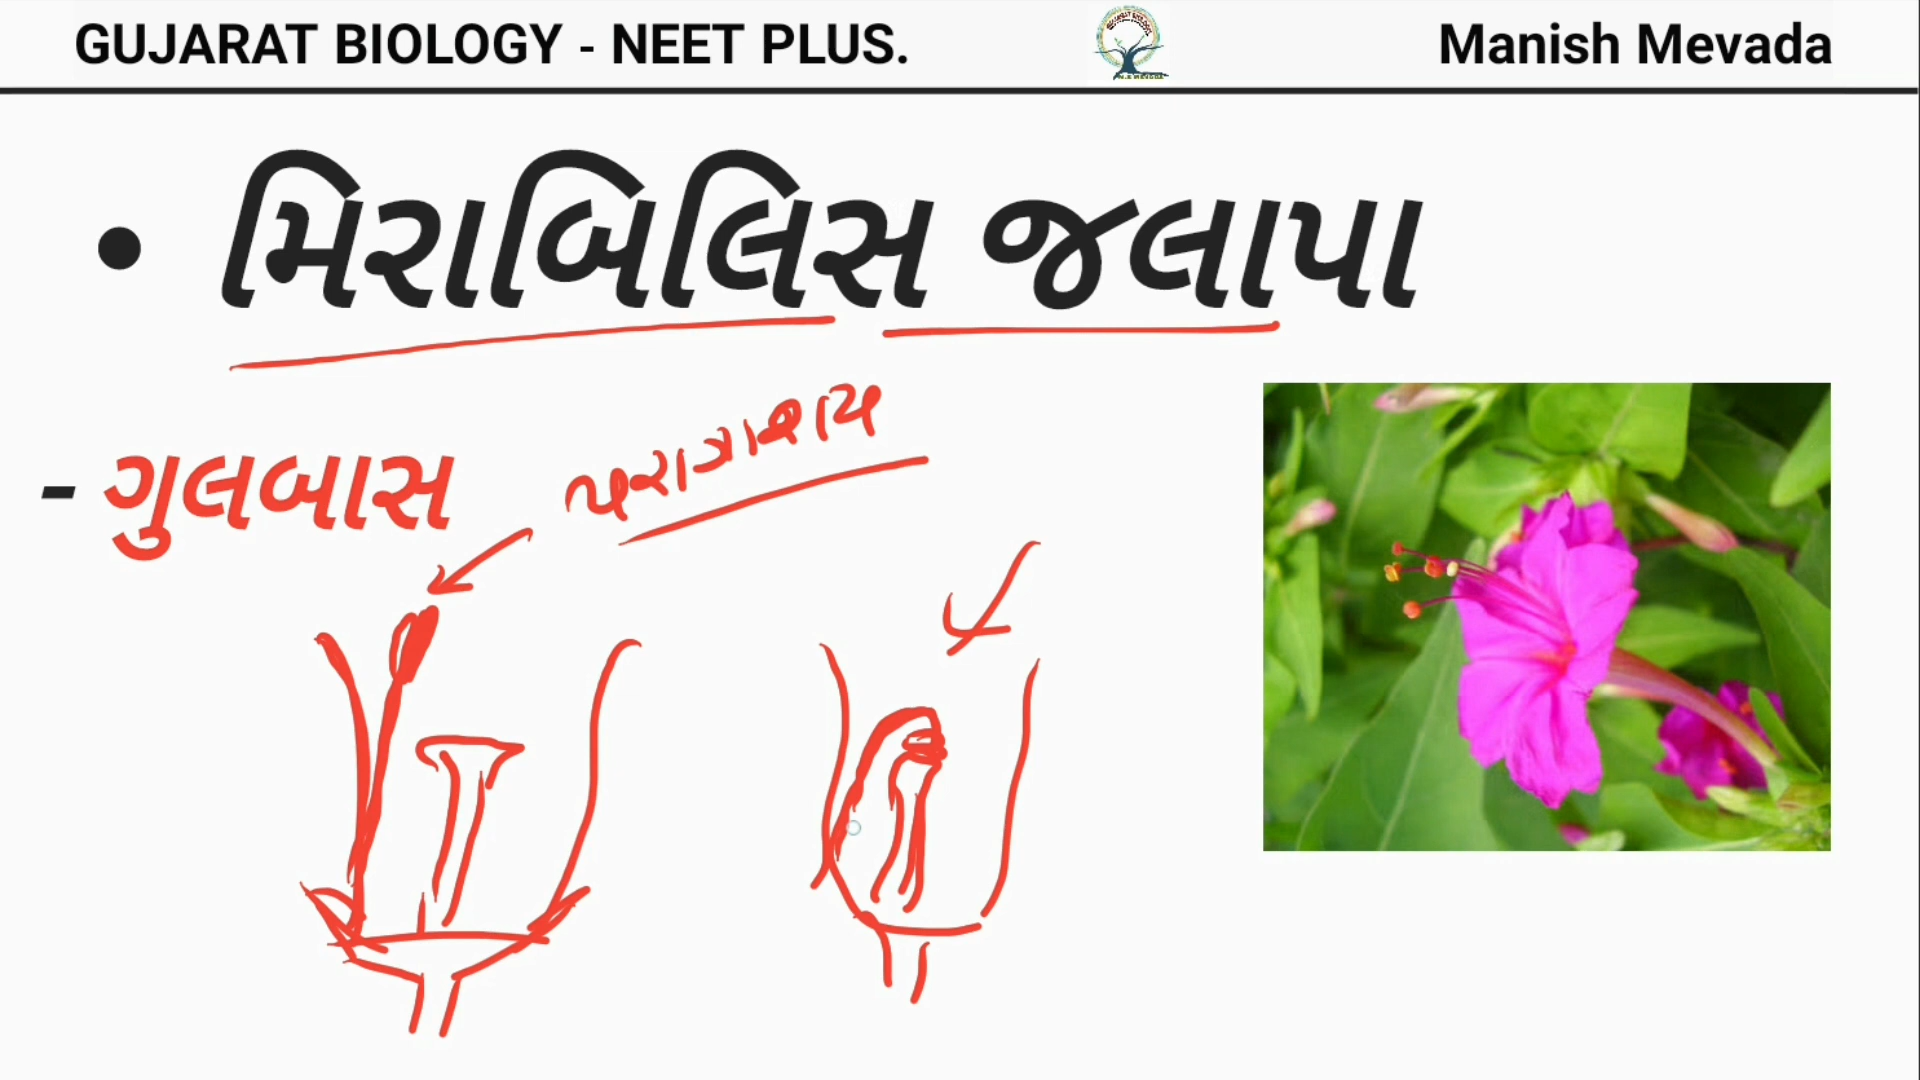 GUJARAT BIOLOGY - NEET PLUS.
Manish Mevada
• મિરાબિલિસ જલાપા
- ગુલબાસ
પરાગાશય